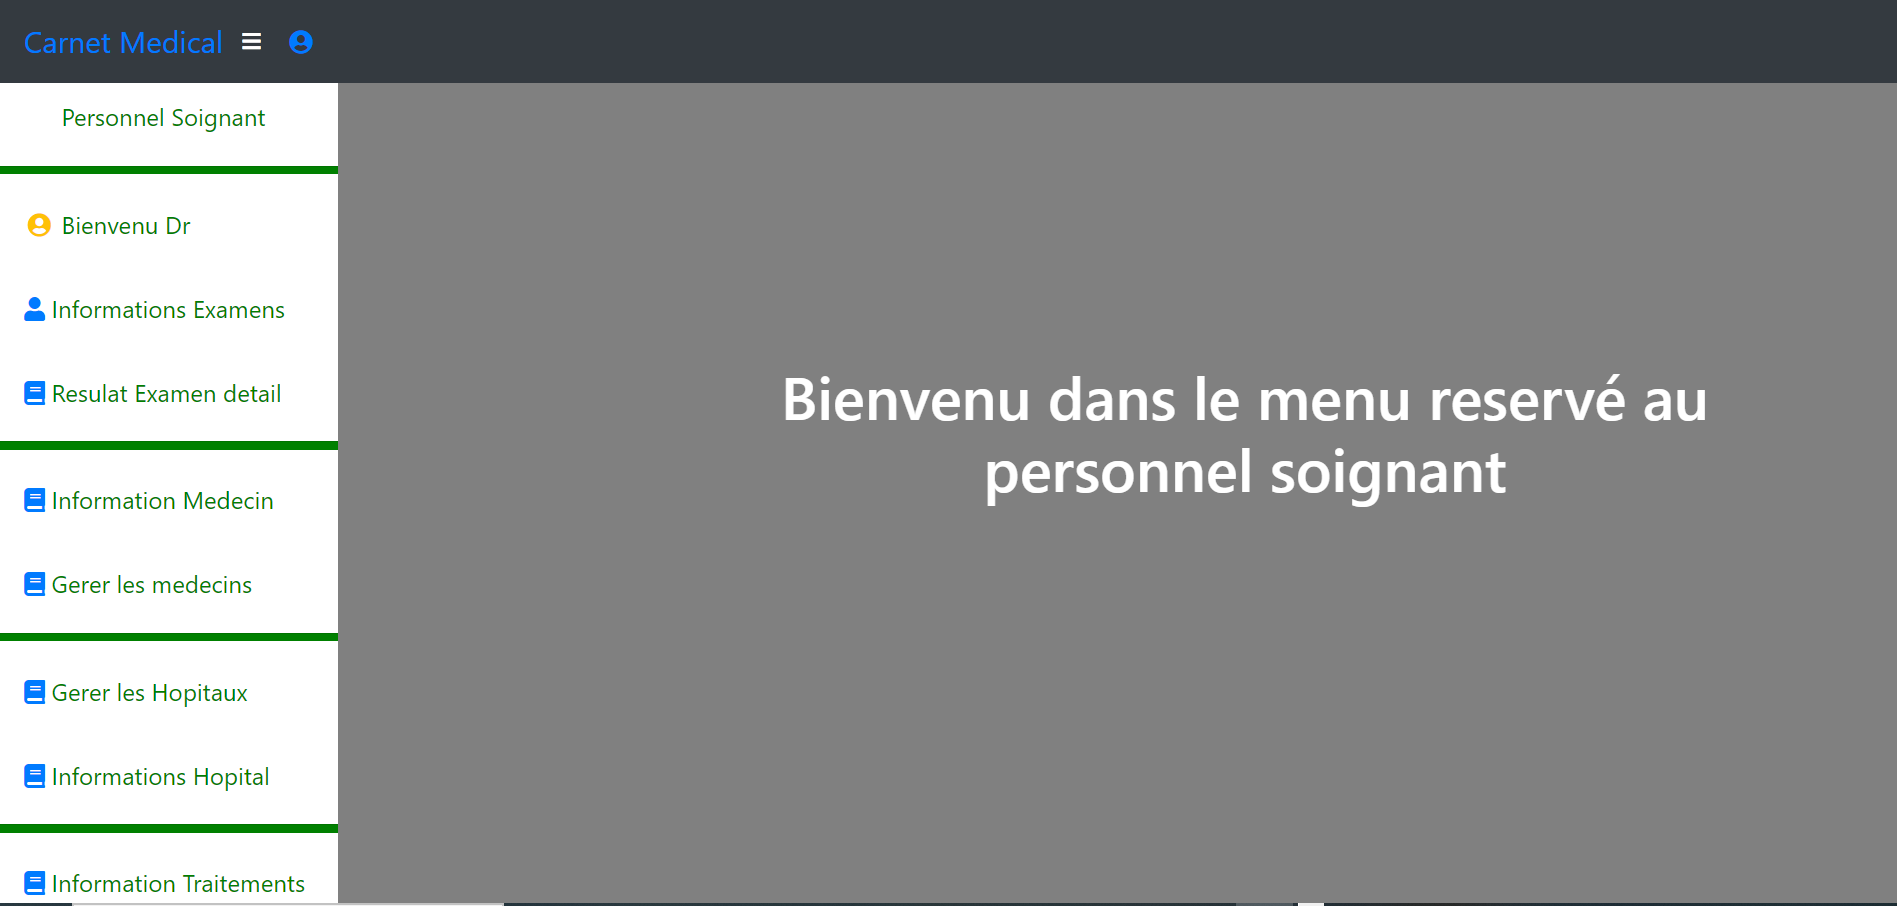 Carnet Medical
Personnel Soignant
Bienvenu Dr
Informations Examens
Resulat Examen detail
Information Medecin
Gerer les medecins
Gerer les Hopitaux
Informations Hopital
Information Traitements
Bienvenu dans le menu reservé au
personnel soignant